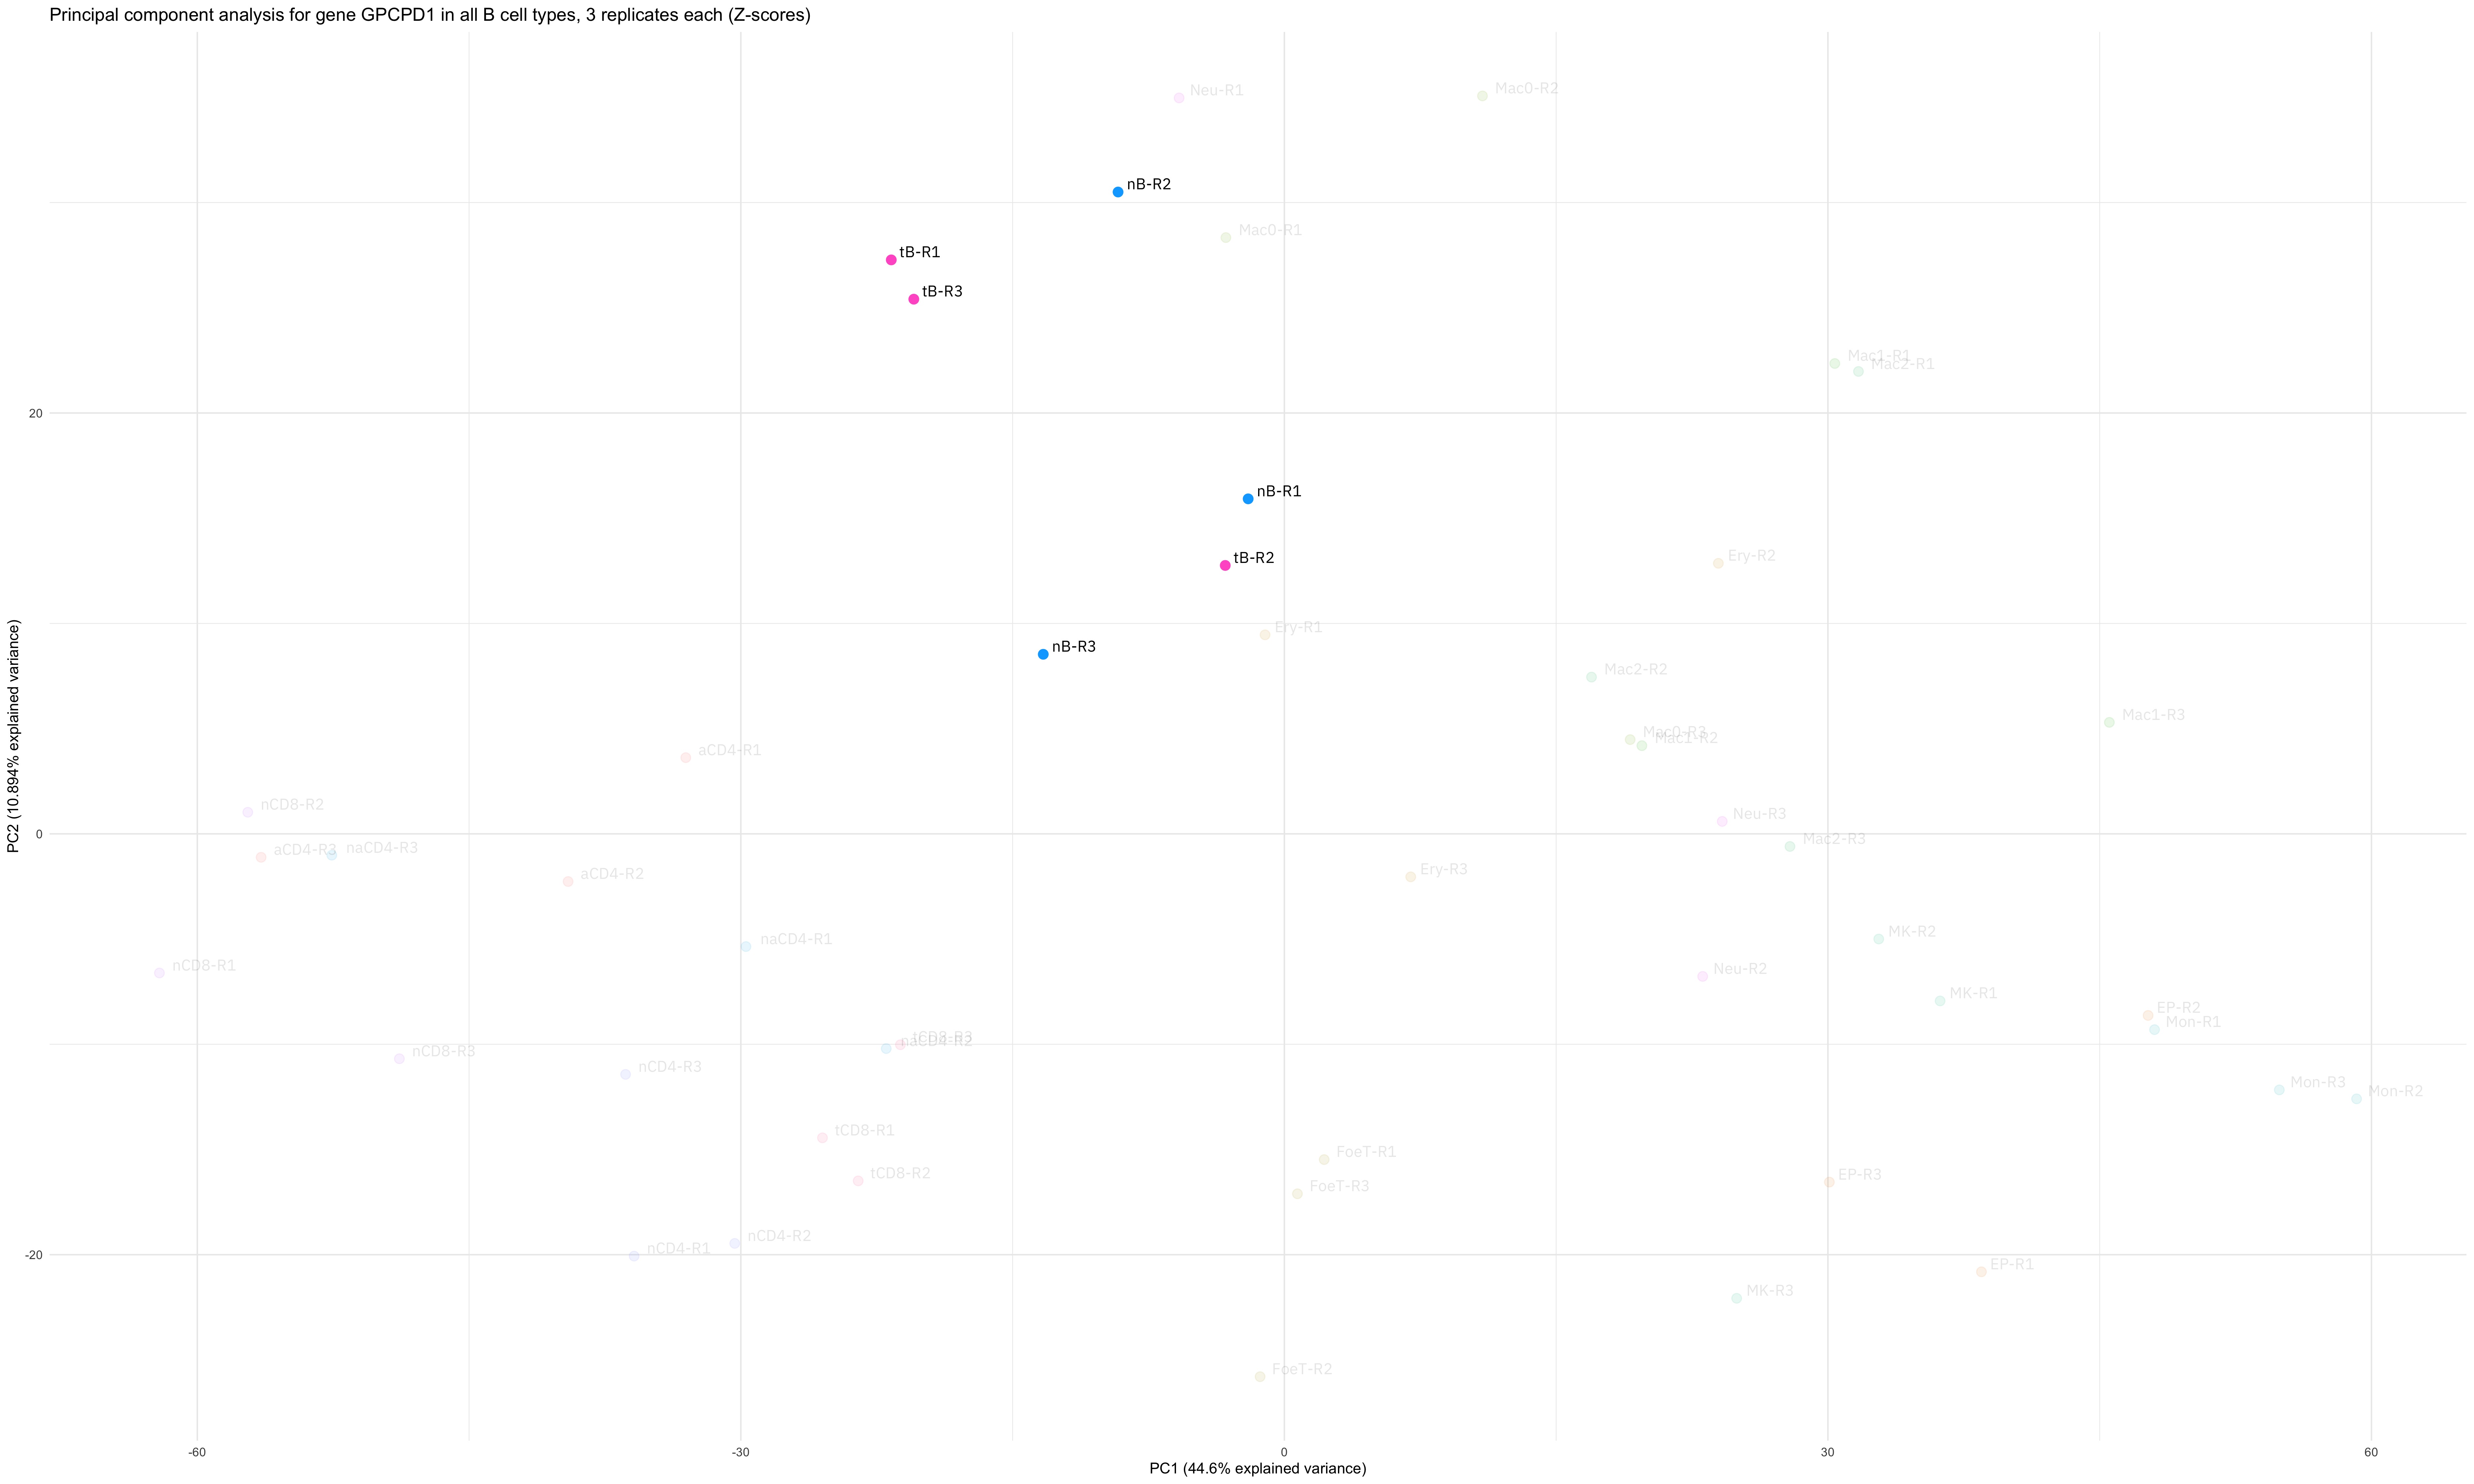 Principal component analysis for gene GPCPD1 in all B cell types, 3 replicates each (Z-scores)
Neu-R1
Mac0-R2
nB-R2
Mac0-R1
tB-R1
tB-R3
Mac1-R1
Mac2-R1
20
nB-R1
tB-R2
Ery-R2
Ery-R1
nB-R3
Mac2-R2
Mac1-R3
Mac0-R3
Mac1-R2
aCD4-R1
nCD8-R2
Neu-R3
0
Mac2-R3
aCD4-R3
naCD4-R3
aCD4-R2
Ery-R3
naCD4-R1
MK-R2
nCD8-R1
Neu-R2
MK-R1
EP-R2
Mon-R1
tCD8-R3
naCD4-R2
nCD8-R3
nCD4-R3
Mon-R3
Mon-R2
tCD8-R1
FoeT-R1
tCD8-R2
EP-R3
FoeT-R3
nCD4-R2
nCD4-R1
-20
EP-R1
MK-R3
FoeT-R2
-60
-30
0
30
60
PC1 (44.6% explained variance)
PC2 (10.894% explained variance)